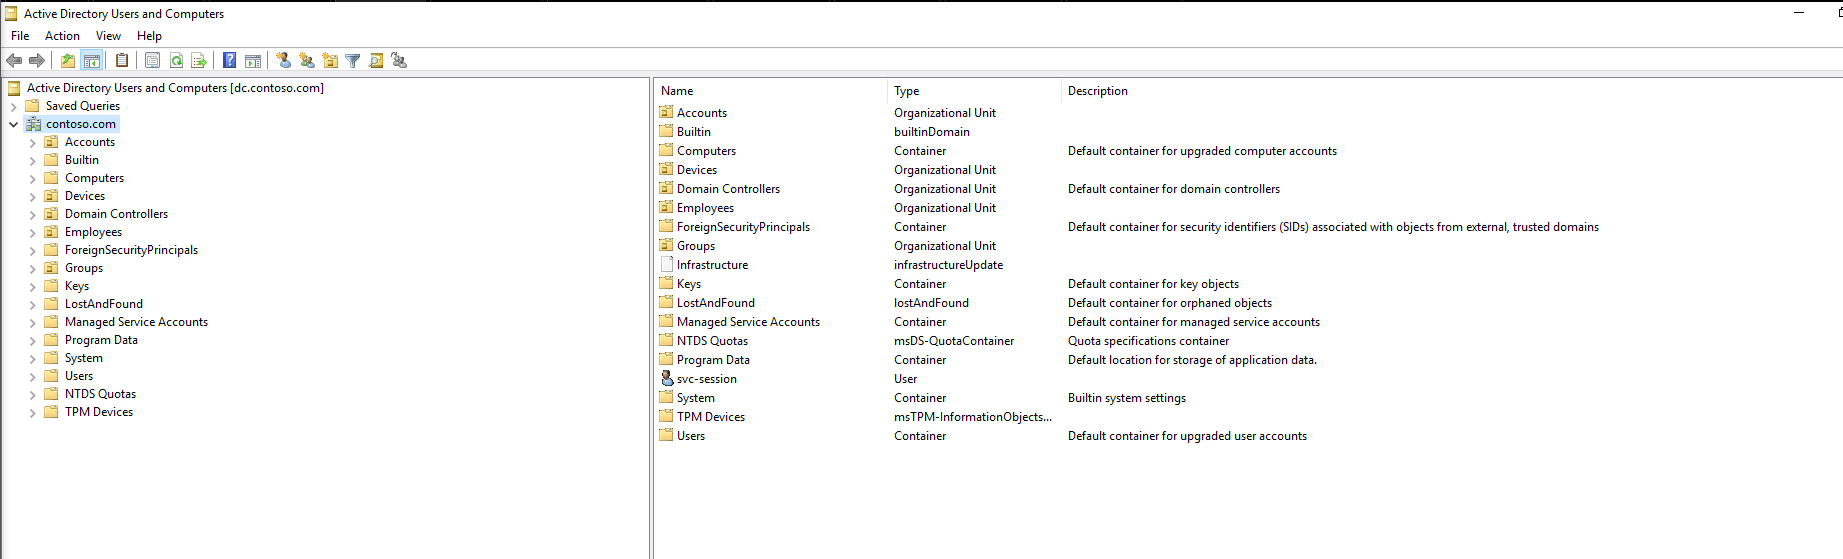 Active Directory Users and Computers
File Action View Help
Active Directory Users and Computers [dc.contoso.com]
Saved Queries
contoso.com
Accounts
Builtin
Computers
Devices
Domain Controllers
Employees
ForeignSecurityPrincipals
Groups
Keys
LostAndFound
Managed Service Accounts
Program Data
System
Users
NTDS Quotas
TPM Devices
Name Type Description
Accounts Organizational Unit
Builtin builtinDomain
Computers Container Default container for upgraded computer accounts
Devices Organizational Unit
Domain Controllers Organizational Unit Default container for domain controllers
Employees Organizational Unit
ForeignSecurityPrincipals Container Default container for security identifiers (SIDs) associated with objects from external, trusted domains
Groups Organizational Unit
Infrastructure infrastructureUpdate
Keys Container Default container for key objects
LostAndFound lostAndFound Default container for orphaned objects
Managed Service Accounts Container Default container for managed service accounts
NTDS Quotas msDS-QuotaContainer Quota specifications container
Program Data Container Default location for storage of application data.
svc-session User
System Container Builtin system settings
TPM Devices msTPM-InformationObjects...
Users Container Default container for upgraded user accounts